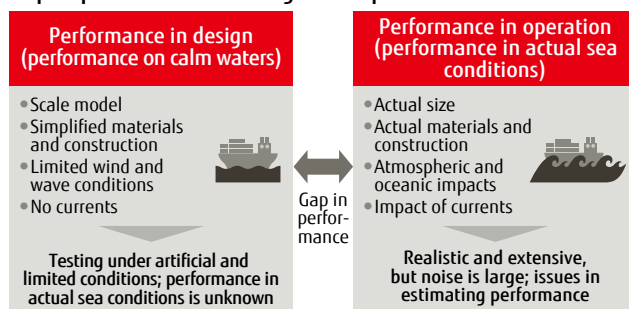 Performance in design
(performance on calm waters)
• Scale model
• Simplified materials
and construction
• Limited wind and
wave conditions
• No currents
Testing under artificial and
limited conditions; performance in
actual sea conditions is unknown
Gap in
perfor-
mance
Performance in operation
(performance in actual sea
conditions)
• Actual size
• Actual materials and
construction
• Atmospheric and
oceanic impacts
• Impact of currents
Realistic and extensive,
but noise is large; issues in
estimating performance